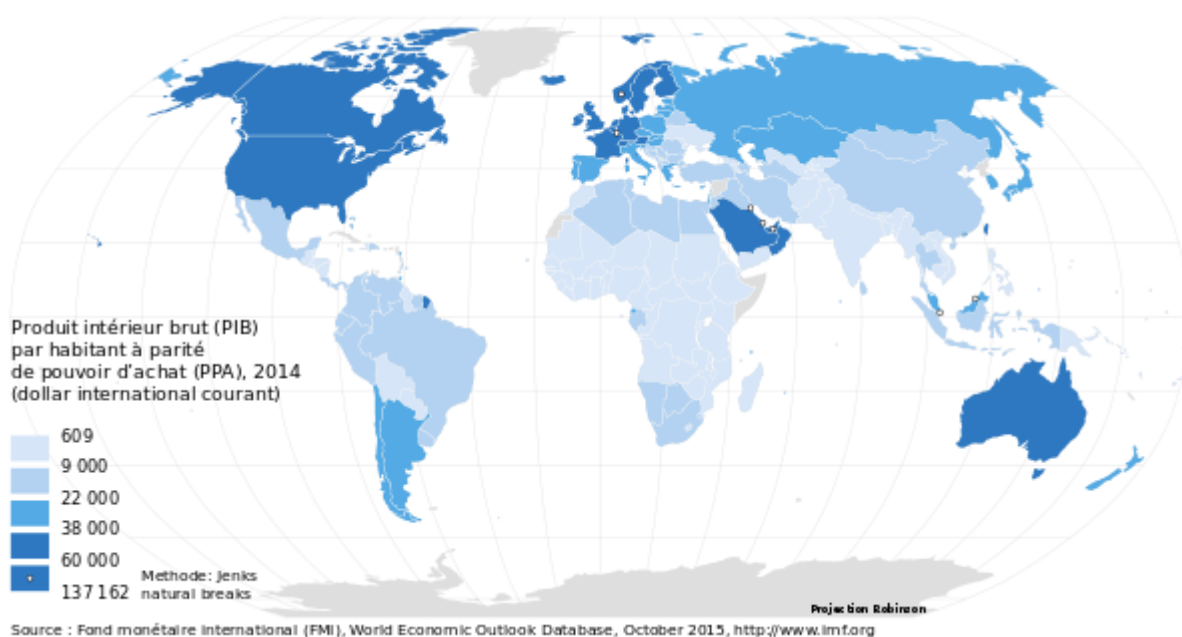 Produit intérieur brut (PIB)
par habitant à parité
de pouvoir d'achat (PPA), 2014
(dollar international courant)
609
9 000
22 000
38 000
60 000
137 162
Methode: Jenks
natural breaks
Projection Robinson
Source : Fond monétaire international (FMI), World Economic Outlook Database, October 2015, http://www.imf.org